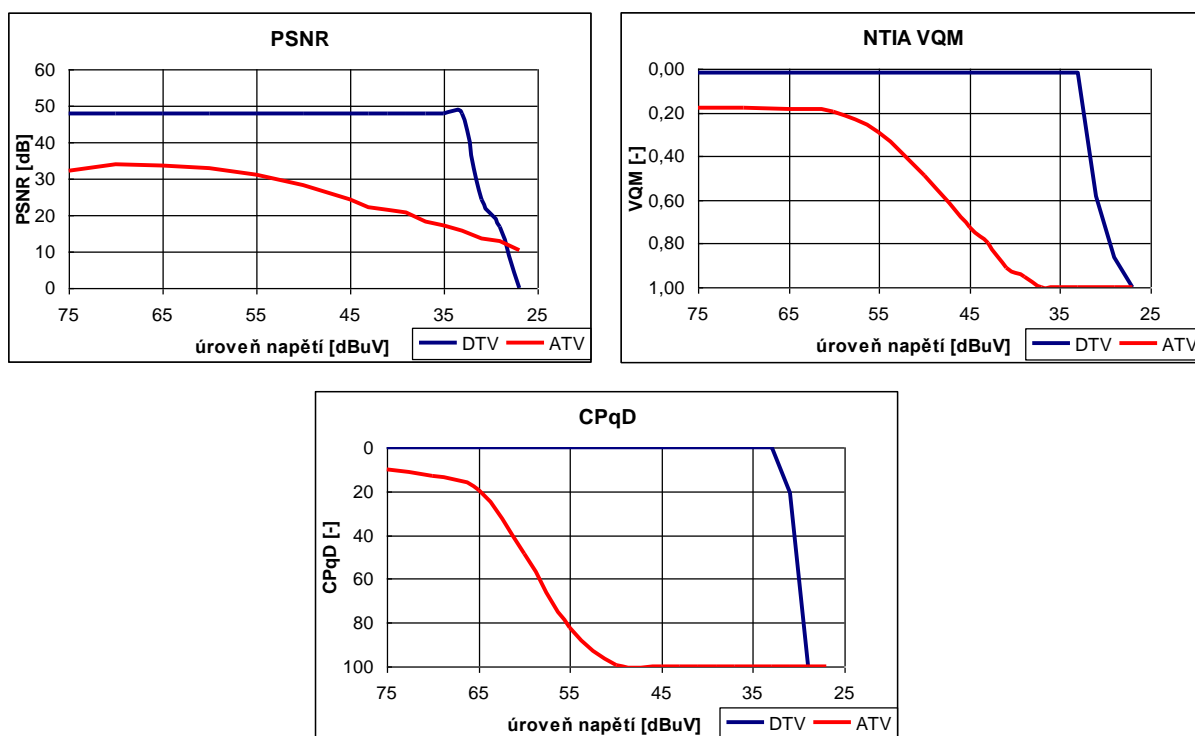 PSNR
60
50
40
30
20
10
0
PSNR [dB]
75 65 55 45 35 25
úroveň napětí [dBuV]
DTV ATV
NTIA VQM
0,00
0,20
0,40
0,60
0,80
1,00
VQM [-]
75 65 55 45 35 25
úroveň napětí [dBuV]
DTV ATV
CPqD
0
20
40
60
80
100
CPqD [-]
75 65 55 45 35 25
úroveň napětí [dBuV]
DTV ATV